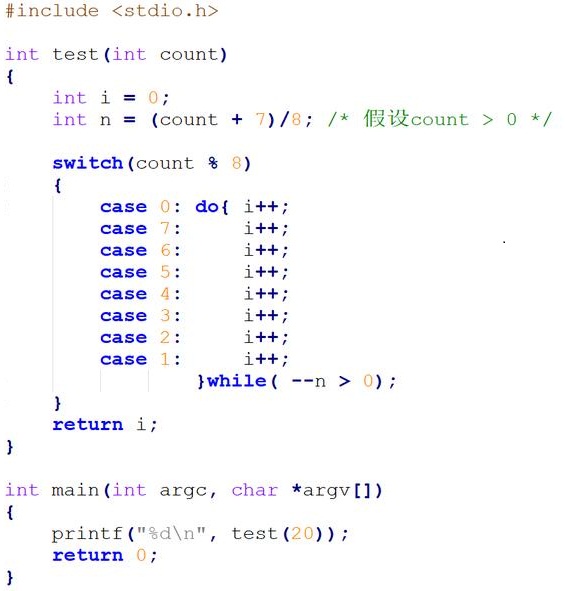 #include <stdio.h>
int test(int count)
{
int i = 0;
int n = (count + 7)/8; /* 假设count > 0 */
switch(count % 8)
{
case 0: do{ i++;
case 7: i++;
case 6: i++;
case 5: i++;
case 4: i++;
case 3: i++;
case 2: i++;
case 1: i++;
}while( --n > 0);
}
return i;
}
int main(int argc, char *argv[])
{
printf("%d\n", test(20));
return 0;
}